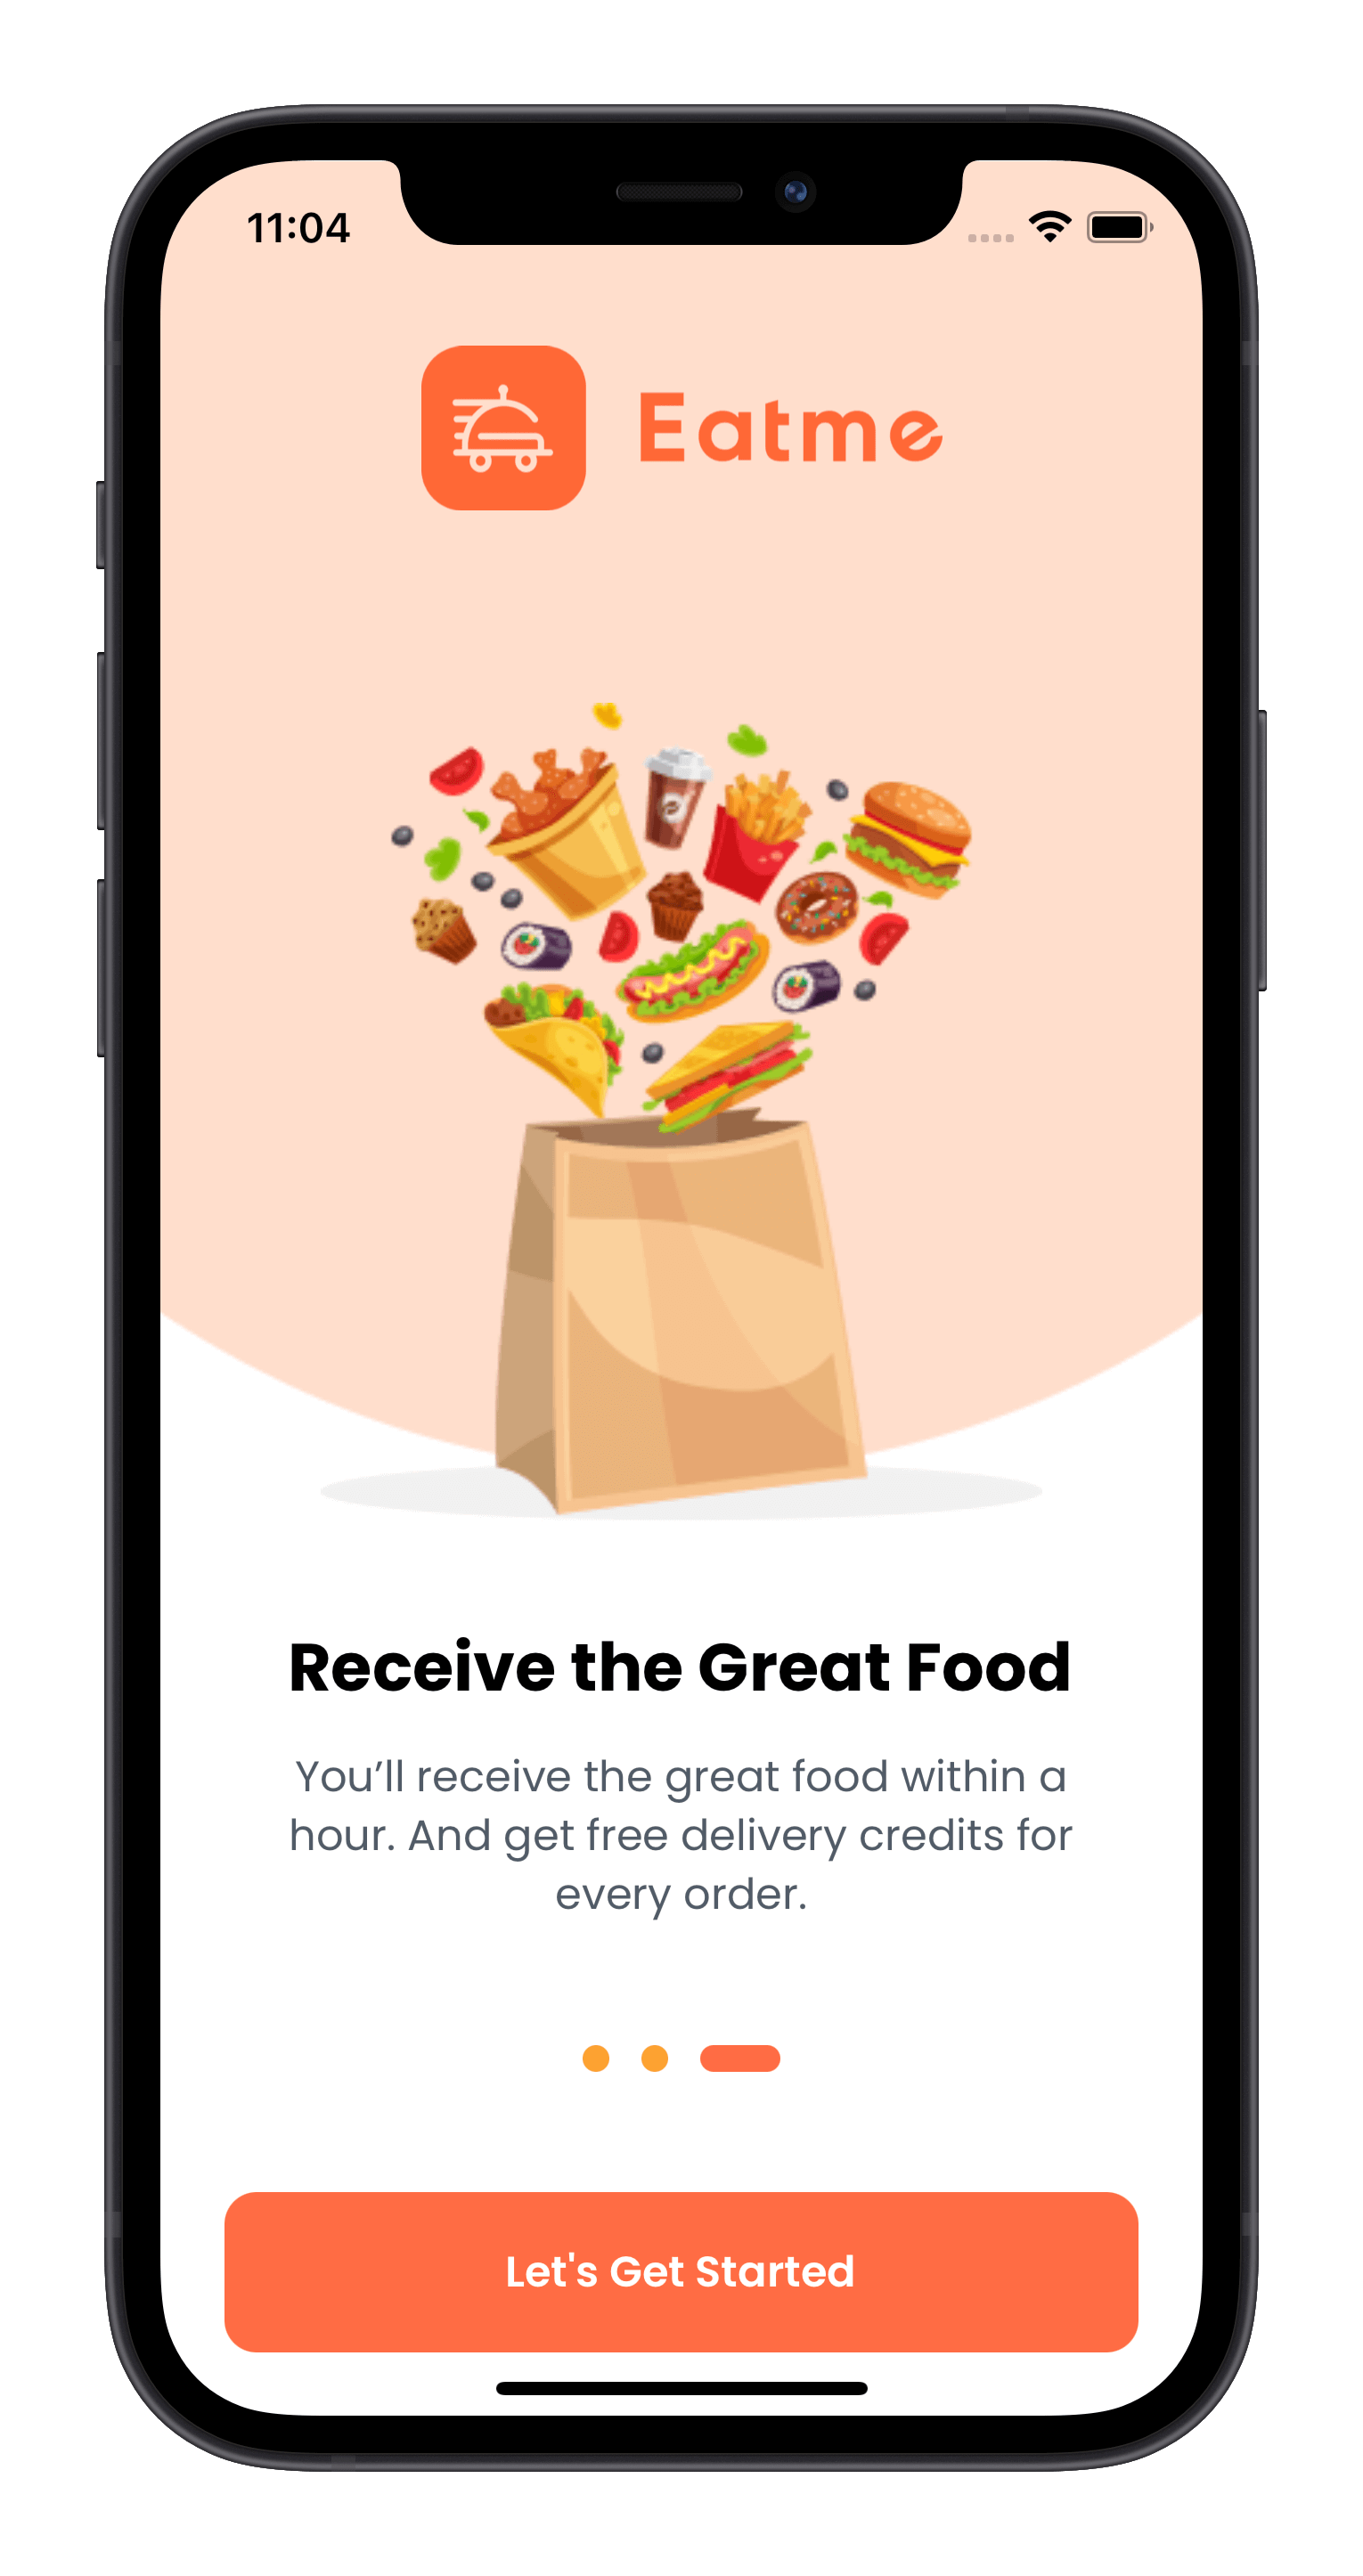 11:04
Eatme
Receive the Great Food
You’ll receive the great food within a
hour. And get free delivery credits for
every order.
Let's Get Started